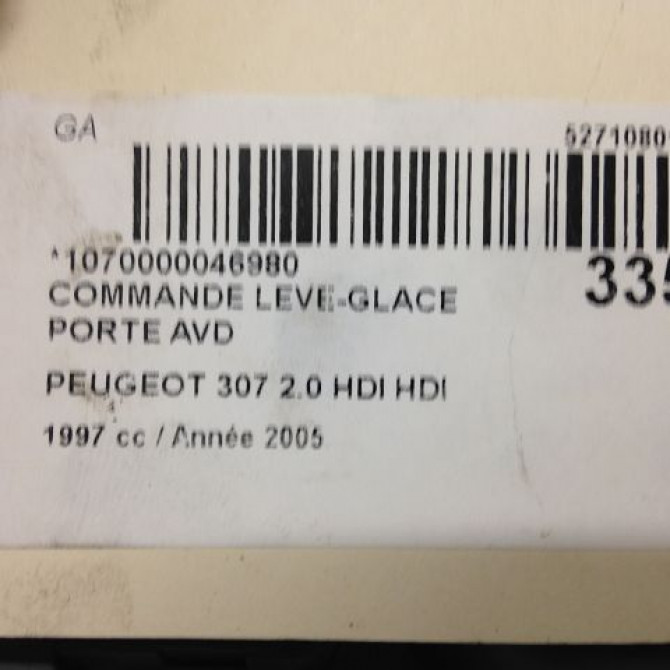 GA 5271080
*1070000046980
335
COMMANDE LEVE-GLACE
PORTE AVD
PEUGEOT 307 2.0 HDI HDI
1997 cc / Année 2005